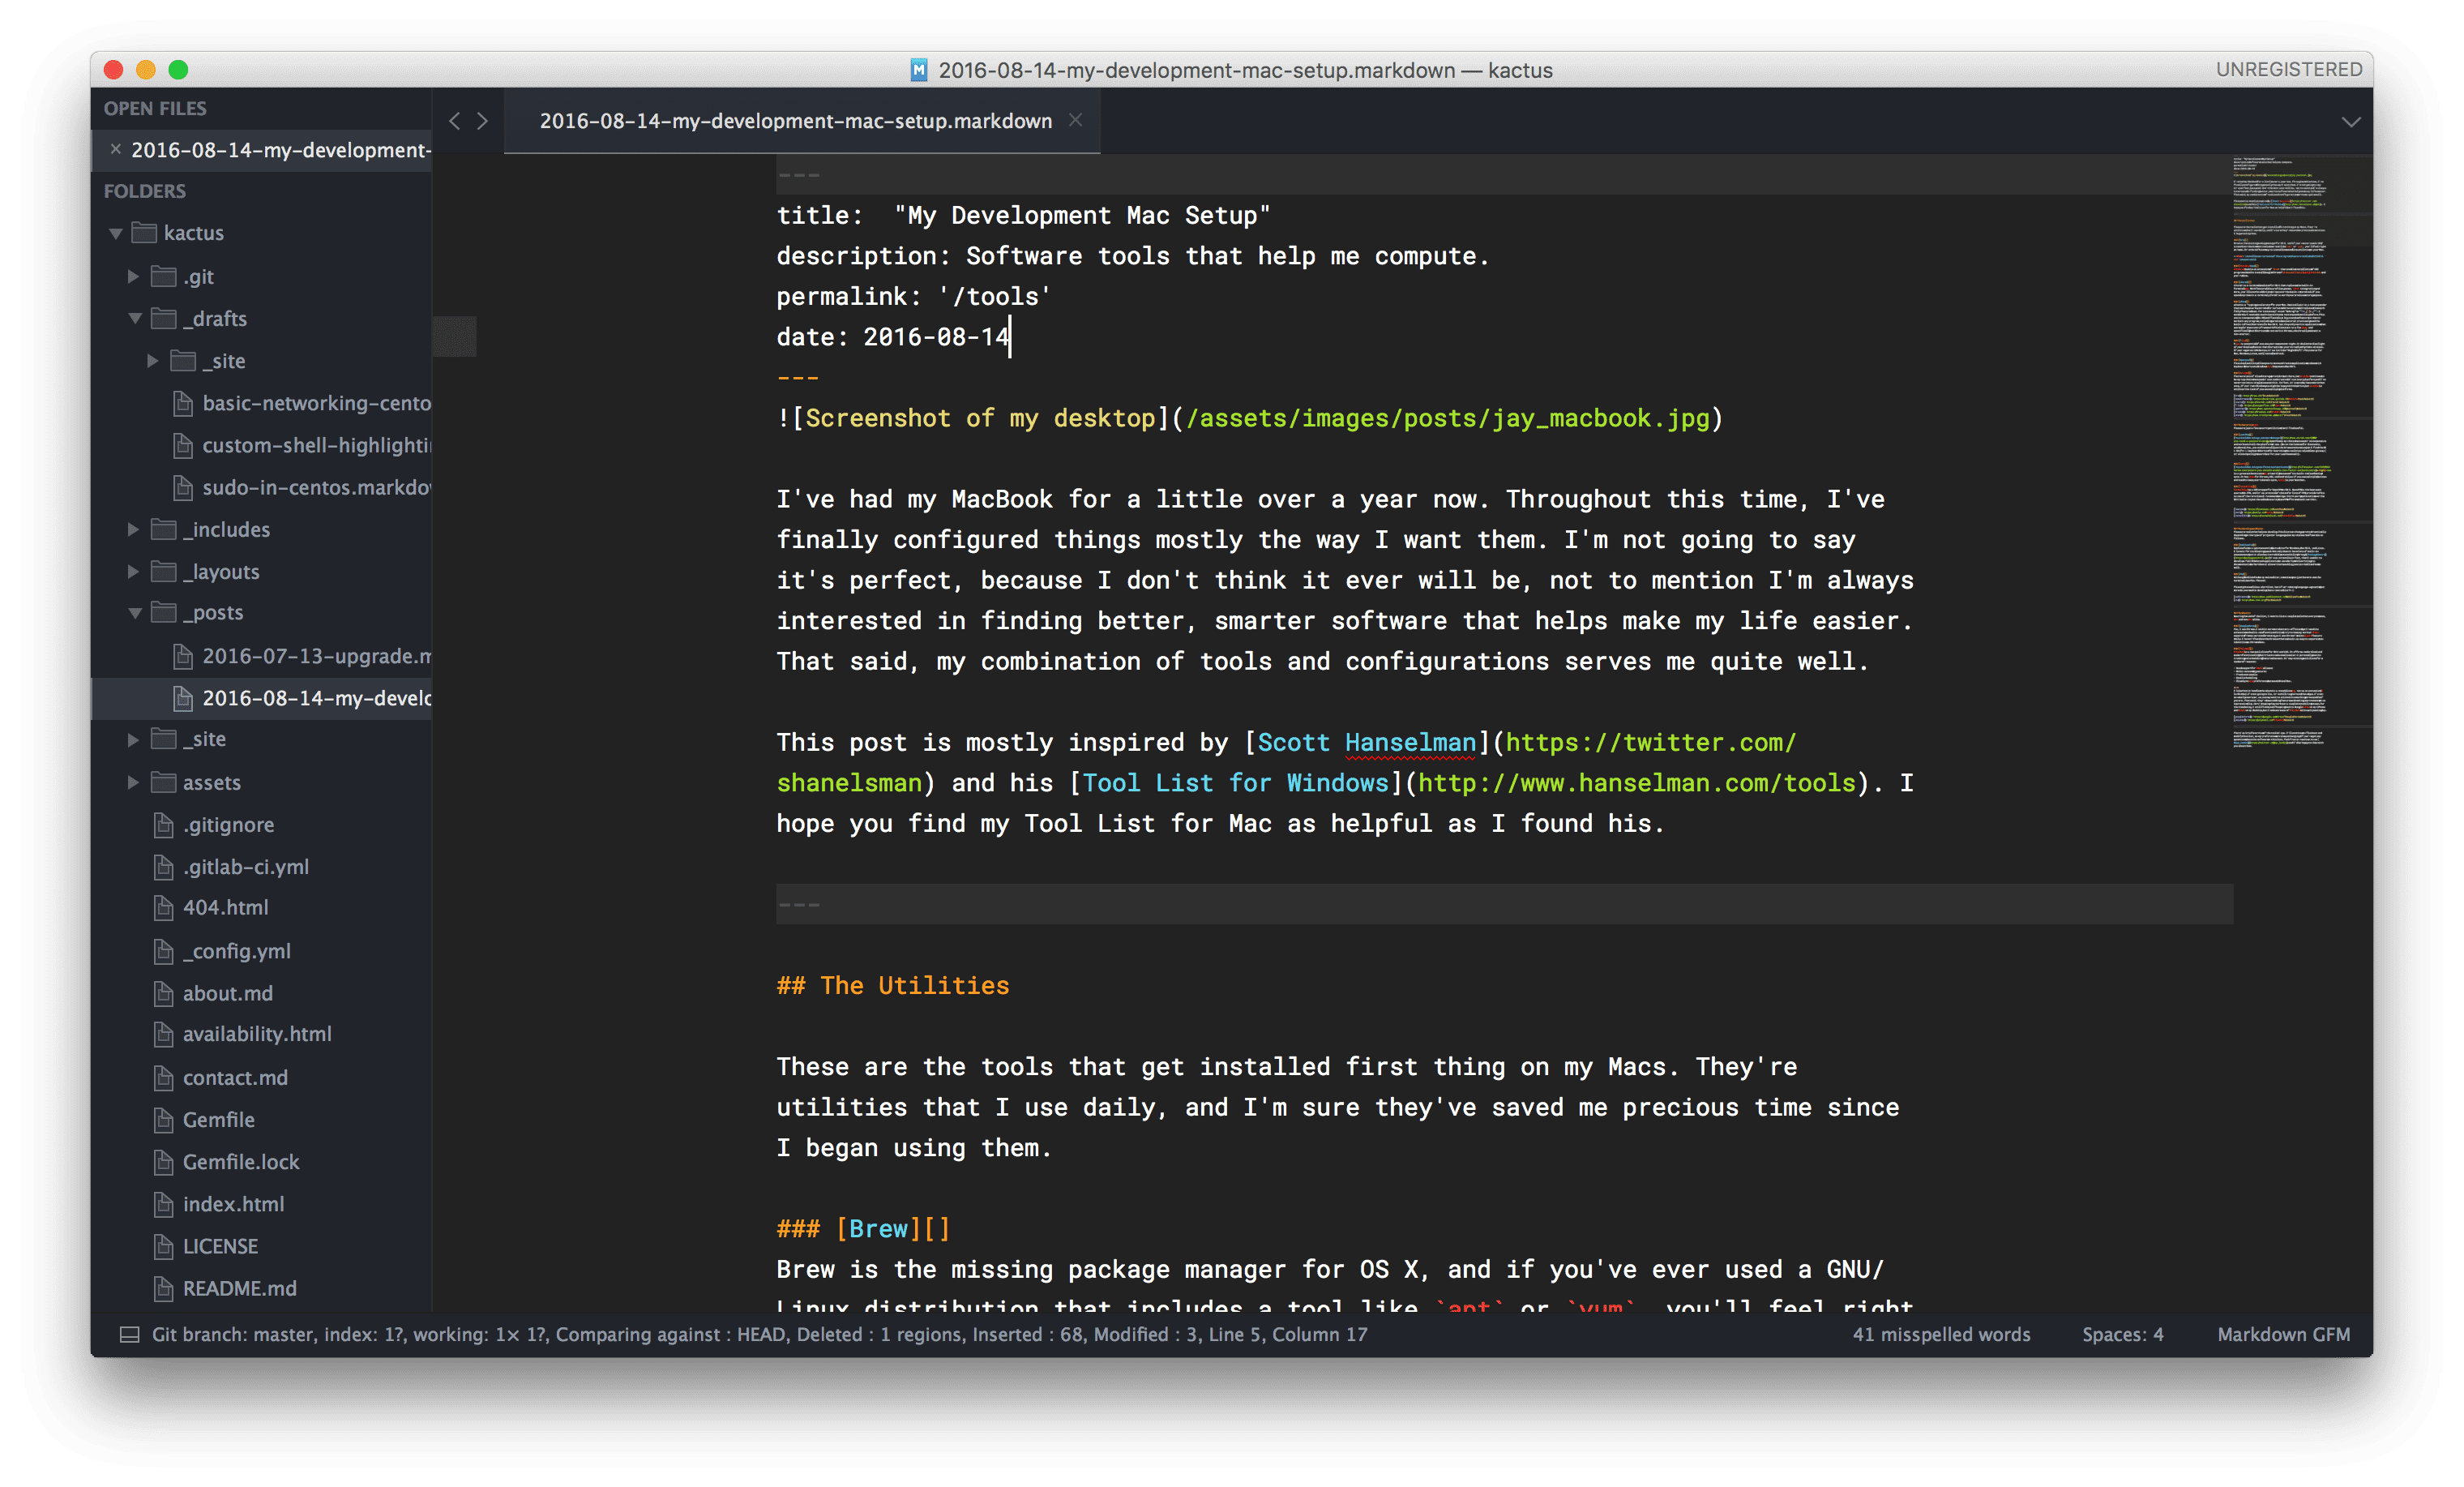 2016-08-14-my-development-mac-setup.markdown — kactus
UNREGISTERED
OPEN FILES
2016-08-14-my-development-
FOLDERS
kactus
.git
_drafts
_site
basic-networking-cento
custom-shell-highlighti
sudo-in-centos.markdo
_includes
_layouts
_posts
2016-07-13-upgrade.m
2016-08-14-my-develo
_site
assets
.gitignore
.gitlab-ci.yml
404.html
_config.yml
about.md
availability.html
contact.md
Gemfile
Gemfile.lock
index.html
LICENSE
README.md
2016-08-14-my-development-mac-setup.markdown
---
title:  "My Development Mac Setup"
description: Software tools that help me compute.
permalink: '/tools'
date: 2016-08-14
---
![Screenshot of my desktop](/assets/images/posts/jay_macbook.jpg)
I've had my MacBook for a little over a year now. Throughout this time, I've
finally configured things mostly the way I want them. I'm not going to say
it's perfect, because I don't think it ever will be, not to mention I'm always
interested in finding better, smarter software that helps make my life easier.
That said, my combination of tools and configurations serves me quite well.
This post is mostly inspired by [Scott Hanselman](https://twitter.com/
shanelsman) and his [Tool List for Windows](http://www.hanselman.com/tools). I
hope you find my Tool List for Mac as helpful as I found his.
---
## The Utilities
These are the tools that get installed first thing on my Macs. They're
utilities that I use daily, and I'm sure they've saved me precious time since
I began using them.
### [Brew][]
Brew is the missing package manager for OS X, and if you've ever used a GNU/
Linux distribution that includes a tool like `apt` or `yum`, you'll feel right
Git branch: master, index: 1?, working: 1× 1?, Comparing against : HEAD, Deleted : 1 regions, Inserted : 68, Modified : 3, Line 5, Column 17
41 misspelled words
Spaces: 4
Markdown GFM